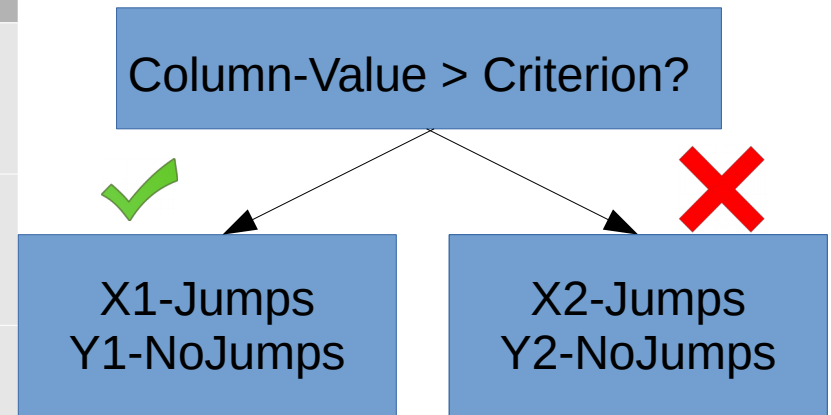 Column-Value > Criterion?
X1-Jumps
Y1-NoJumps
X2-Jumps
Y2-NoJumps